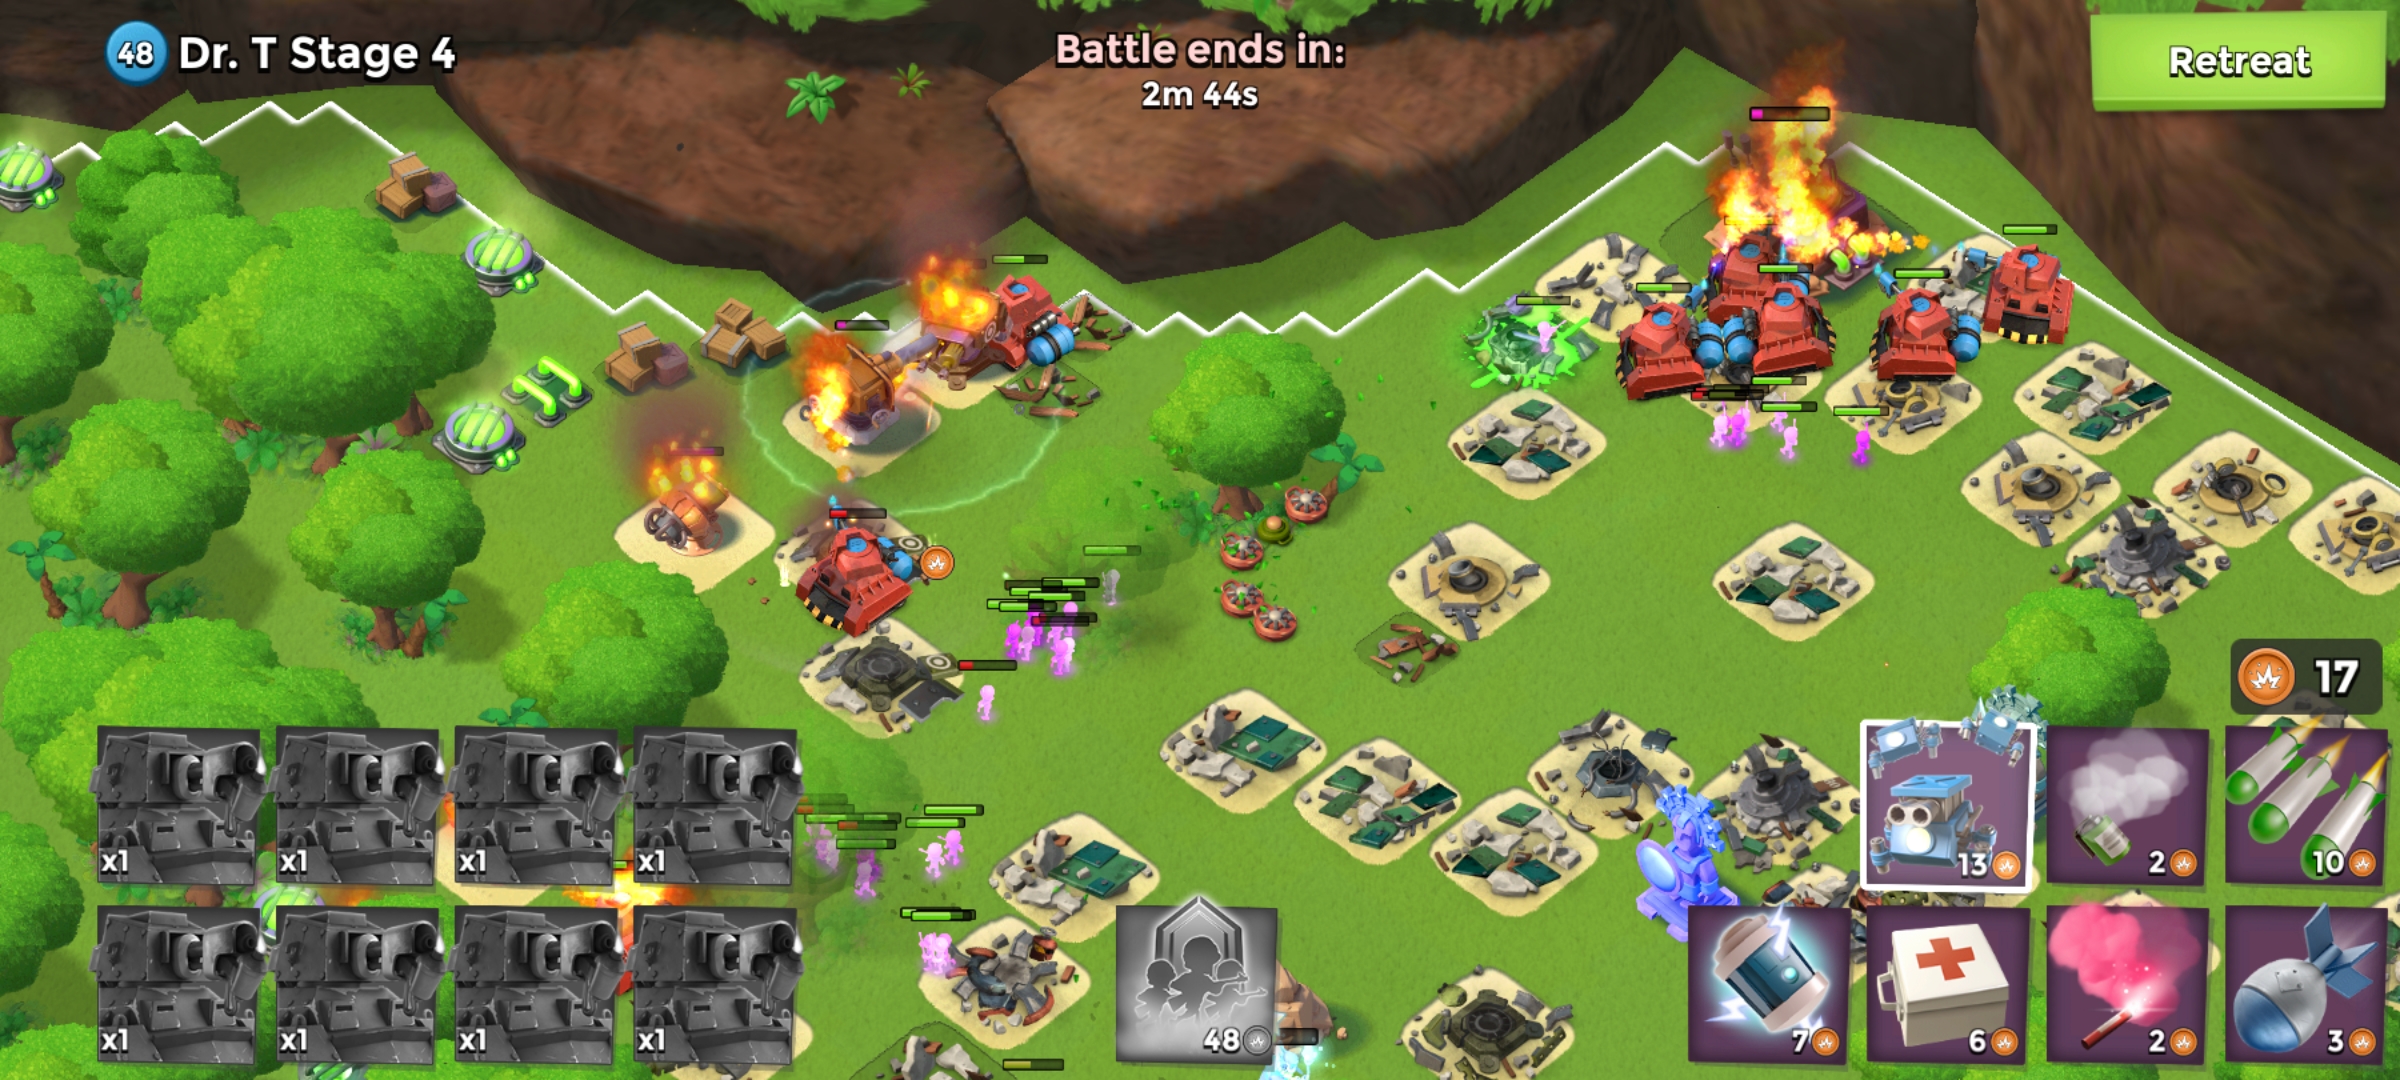 48 Dr. T Stage 4
Battle ends in:
2m 44s
Retreat
17
x1 x1 x1 x1
13 2 10
x1 x1 x1 x1
48
7 6 2 3